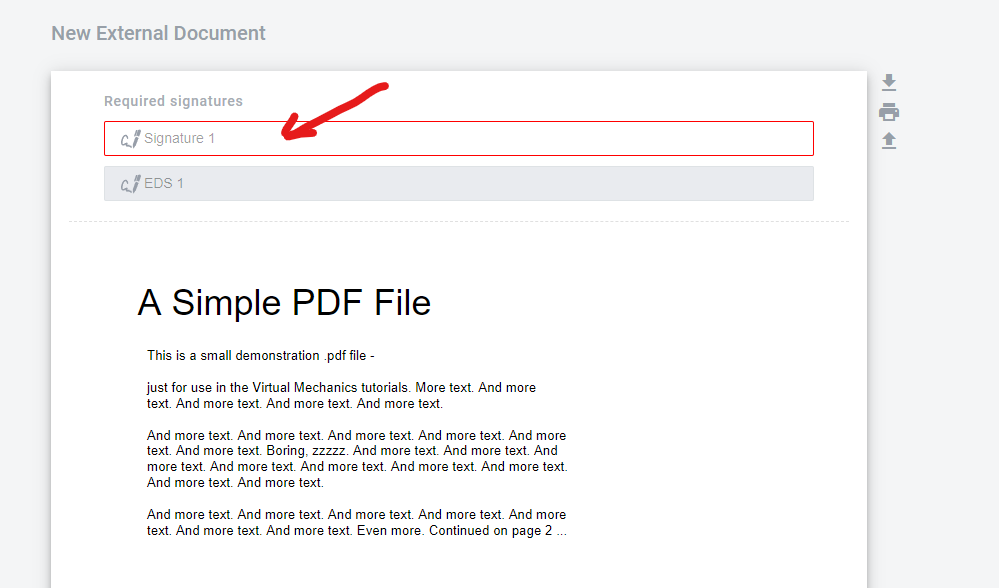 New External Document
Required signatures
Signature 1
EDS 1
A Simple PDF File
This is a small demonstration .pdf file -
just for use in the Virtual Mechanics tutorials. More text. And more
text. And more text. And more text. And more text.
And more text. And more text. And more text. And more text. And more
text. And more text. Boring, zzzzz. And more text. And more text. And
more text. And more text. And more text. And more text. And more text.
And more text. And more text.
And more text. And more text. And more text. And more text. And more
text. And more text. And more text. Even more. Continued on page 2 ...